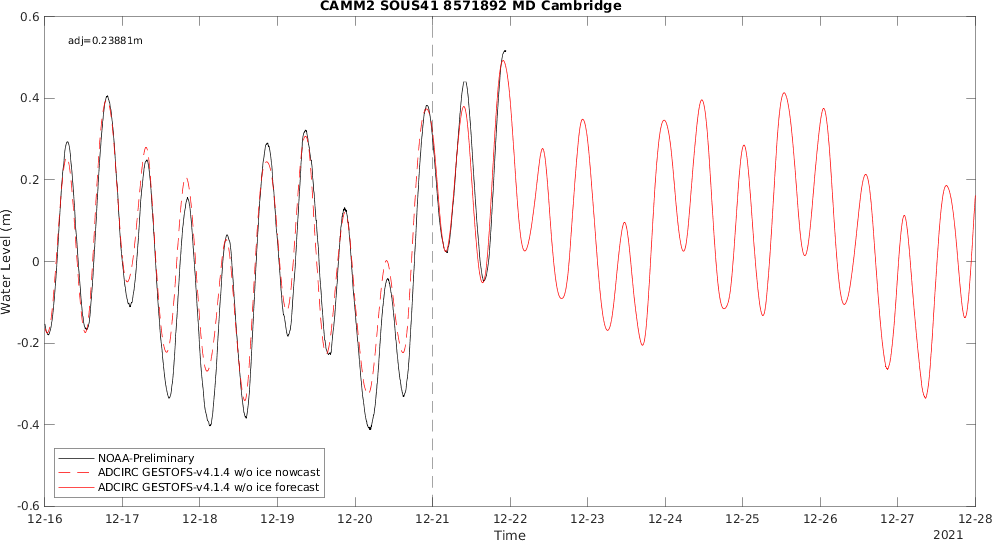 CAMM2 SOUS41 8571892 MD Cambridge
adj=0.23881m
Water Level (m)
0.6
0.4
0.2
0
-0.2
-0.4
-0.6
NOAA-Preliminary
ADCIRC GESTOFS-v4.1.4 w/o ice nowcast
ADCIRC GESTOFS-v4.1.4 w/o ice forecast
12-16 12-17 12-18 12-19 12-20 12-21 12-22 12-23 12-24 12-25 12-26 12-27 12-28
Time
2021